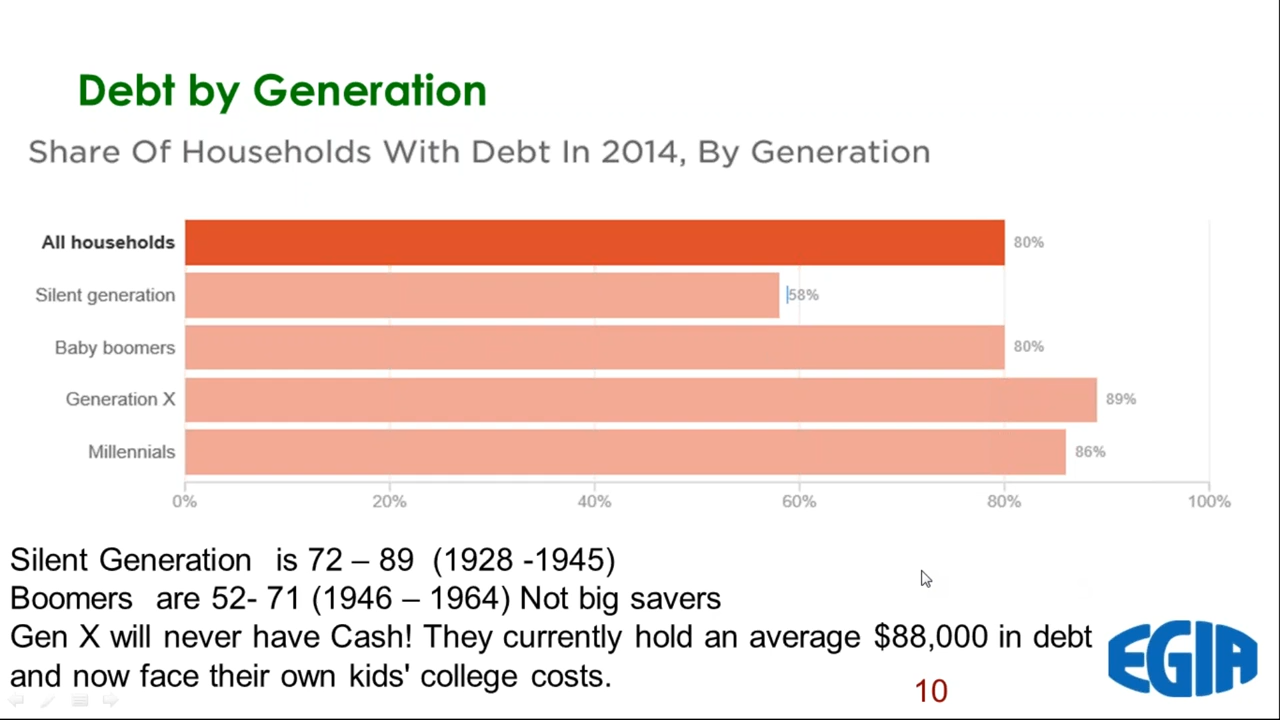 Debt by Generation
Share Of Households With Debt In 2014, By Generation
All households 80%
Silent generation 58%
Baby boomers 80%
Generation X 89%
Millennials 86%
0% 20% 40% 60% 80% 100%
Silent Generation is 72 – 89 (1928 -1945)
Boomers are 52- 71 (1946 – 1964) Not big savers
Gen X will never have Cash! They currently hold an average $88,000 in debt
and now face their own kids' college costs.
EGIA
10